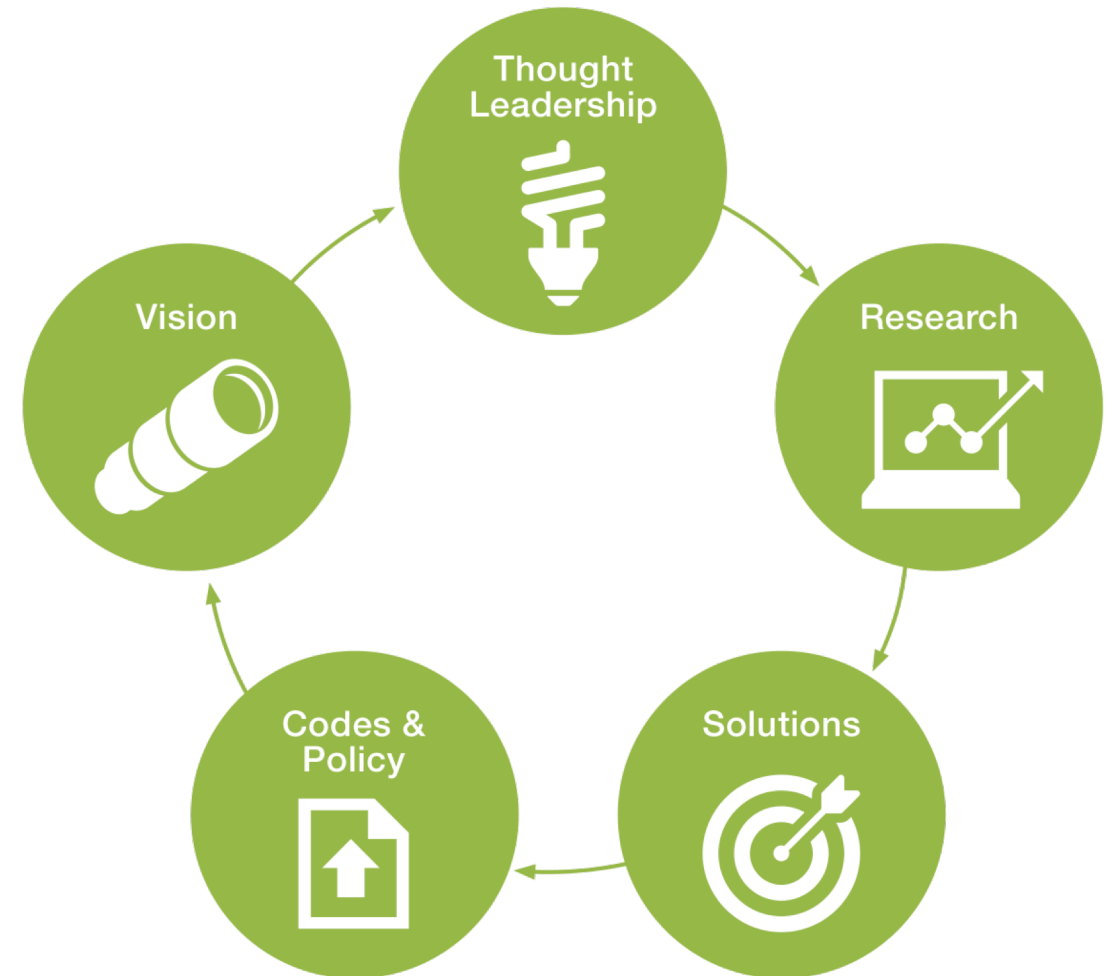 Thought
Leadership
Vision
Research
Codes &
Policy
Solutions